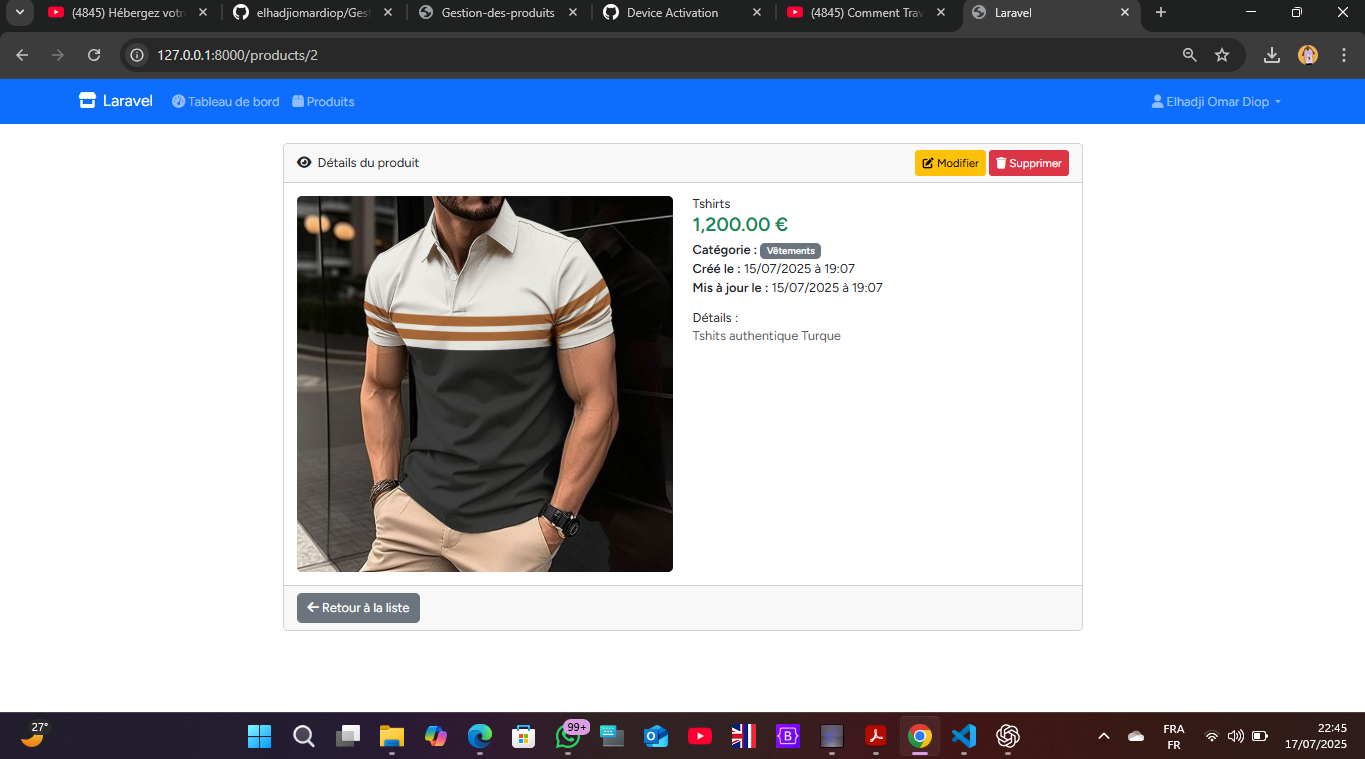 (4845) Hébergez votr
elhadjiomardiop/Gest
Gestion-des-produits
Device Activation
(4845) Comment Trav
Laravel
127.0.0.1:8000/products/2
Laravel
Tableau de bord
Produits
Elhadji Omar Diop
Détails du produit
Modifier
Supprimer
Tshirts
1,200.00 €
Catégorie : Vêtements
Créé le : 15/07/2025 à 19:07
Mis à jour le : 15/07/2025 à 19:07
Détails :
Tshits authentique Turque
Retour à la liste
27°
99+
FRA
FR
22:45
17/07/2025